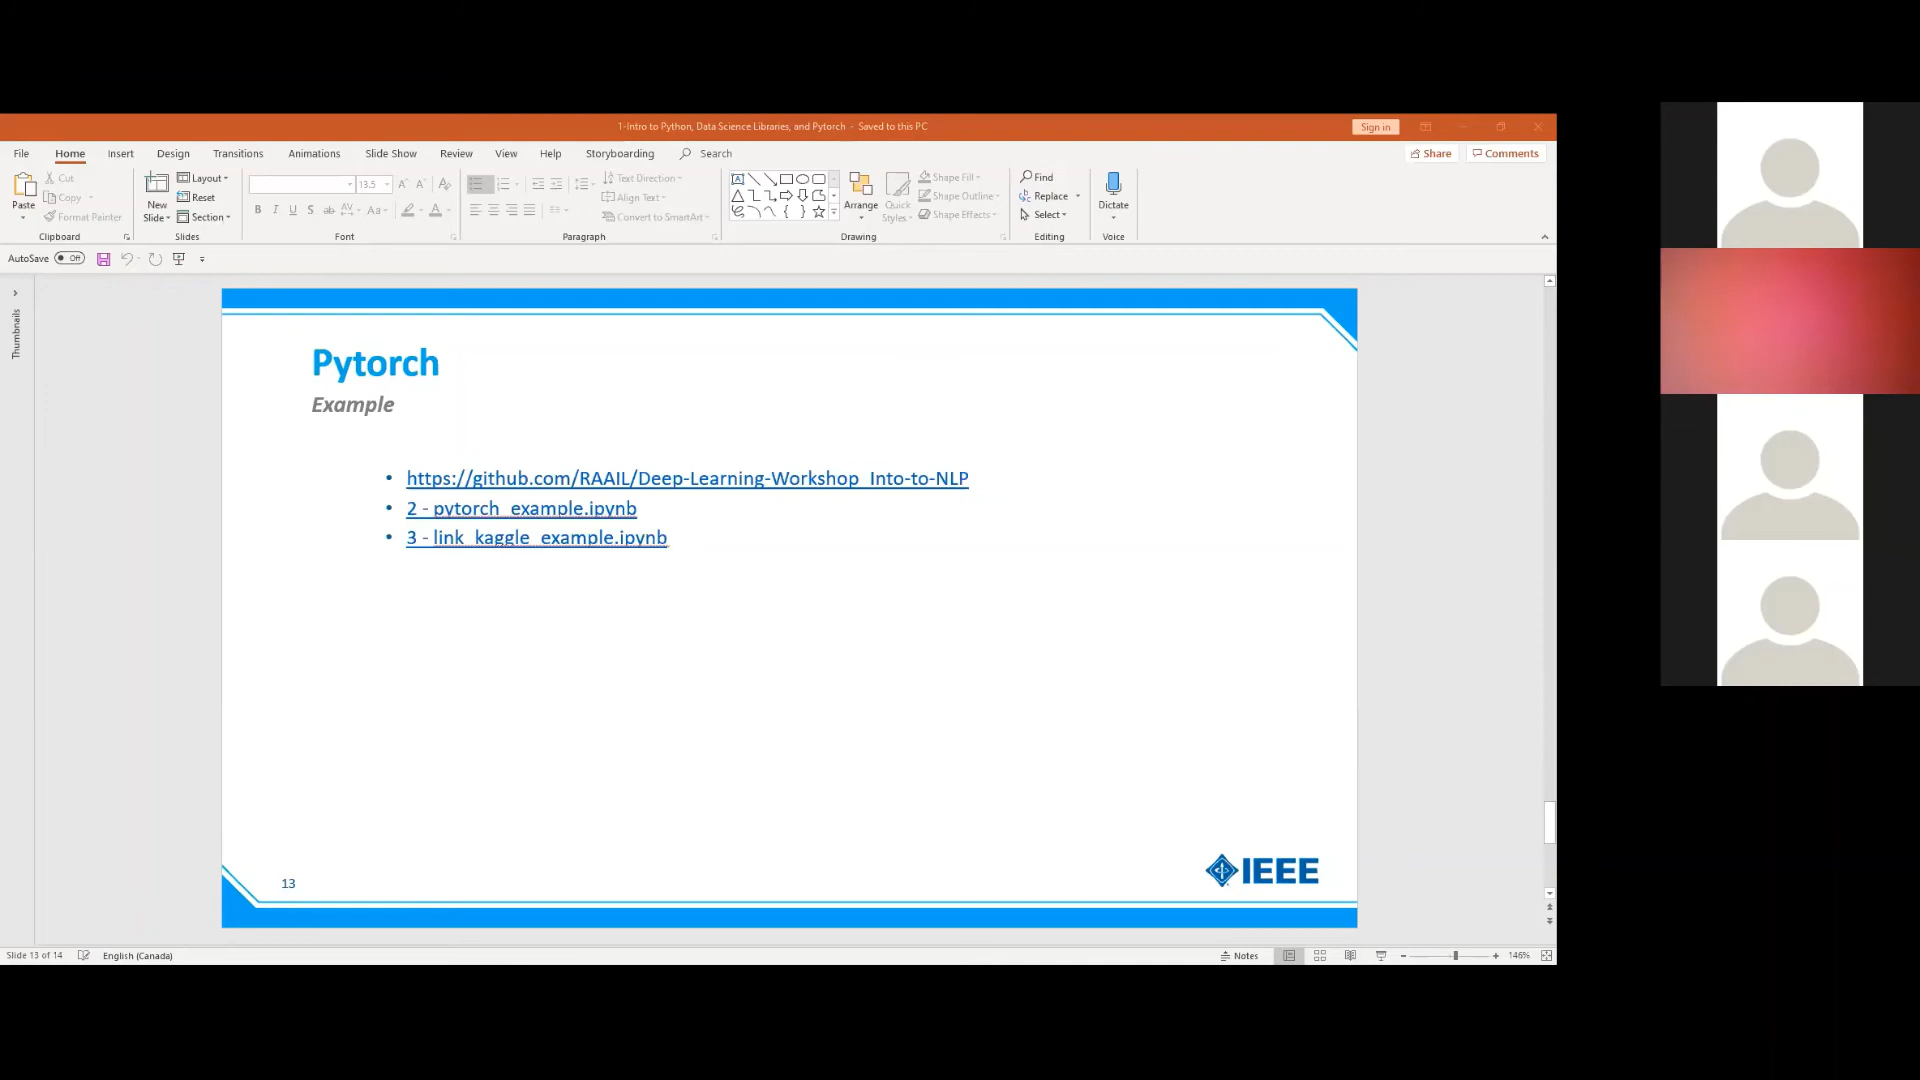 1-Intro to Python, Data Science Libraries, and Pytorch - Saved to this PC
Sign in
File Home Insert Design Transitions Animations Slide Show Review View Help Storyboarding Search
Share Comments
Paste
Cut
Copy
Format Painter
Clipboard
New Slide
Layout
Reset
Section
Slides
13.5
Font
Text Direction
Align Text
Convert to SmartArt
Paragraph
Arrange
Quick Styles
Shape Fill
Shape Outline
Shape Effects
Drawing
Find
Replace
Select
Editing
Dictate
Voice
AutoSave Off
Thumbnails
Pytorch
Example
• https://github.com/RAAIL/Deep-Learning-Workshop_Into-to-NLP
• 2 - pytorch_example.ipynb
• 3 - link_kaggle_example.ipynb
13
IEEE
Slide 13 of 14 English (Canada) Notes 146%